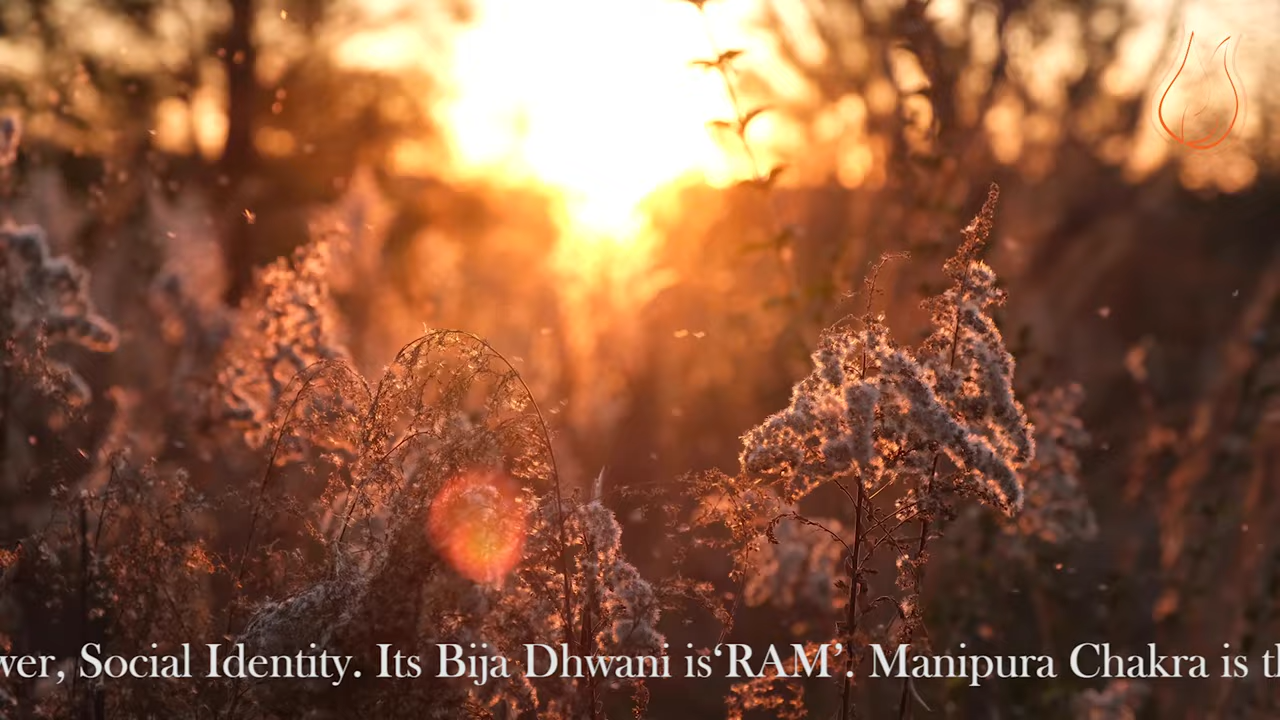 wer, Social Identity. Its Bija Dhwani is‘RAM’. Manipura Chakra is th